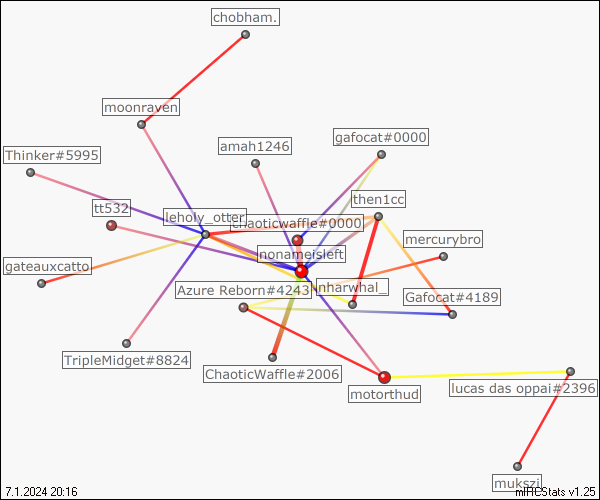 chobham.
moonraven
gafocat#0000
amah1246
Thinker#5995
then1cc
tt532
leholy_otter
chaoticwaffle#0000
mercurybro
nonameisleft
gateauxcatto
Azure Reborn#4243
nharwhal_
Gafocat#4189
TripleMidget#8824
ChaoticWaffle#2006
motorthud
lucas das oppai#2396
mukszi
7.1.2024 20:16
mIRCStats v1.25